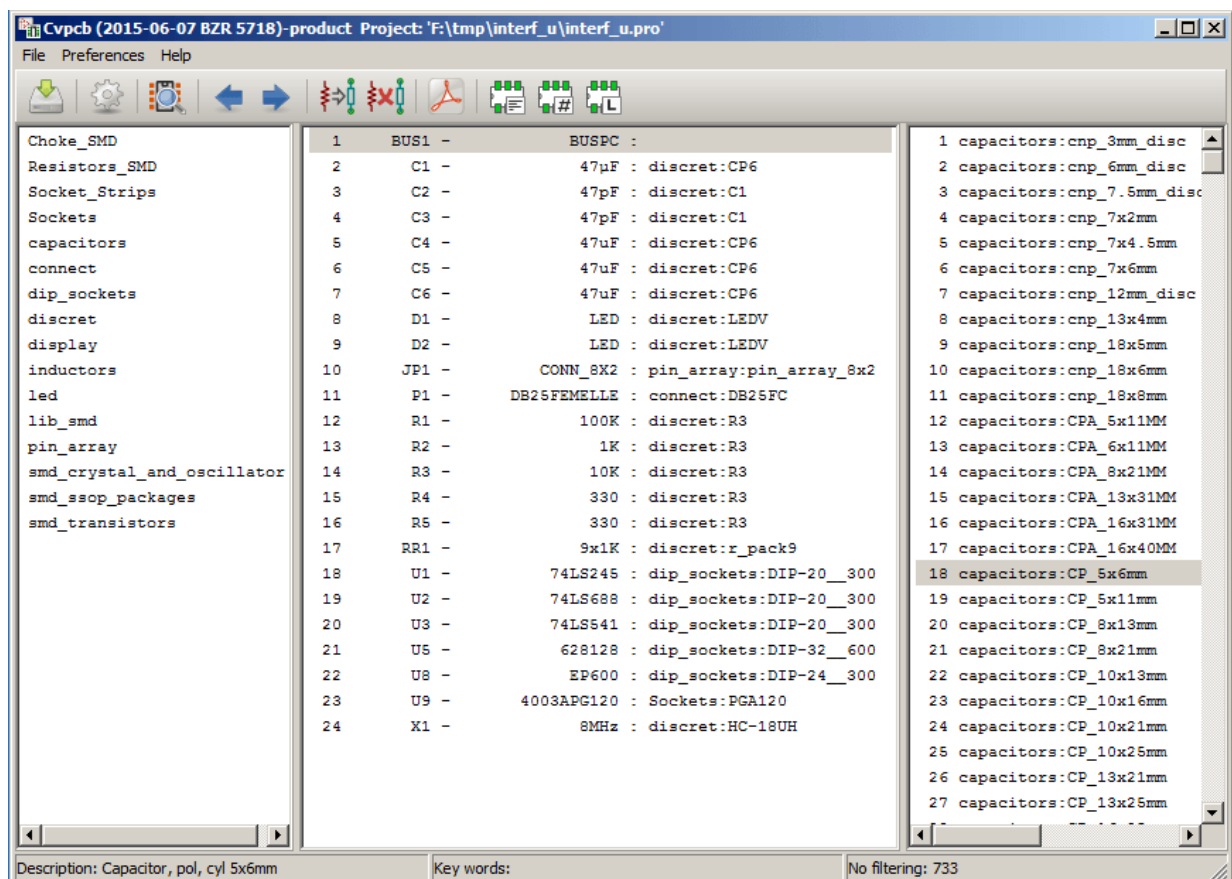 Cvpcb (2015-06-07 BZR 5718)-product Project: 'F:\tmp\interf_u\interf_u.pro'
File Preferences Help
Choke_SMD
Resistors_SMD
Socket_Strips
Sockets
capacitors
connect
dip_sockets
discret
display
inductors
led
lib_smd
pin_array
smd_crystal_and_oscillator
smd_ssop_packages
smd_transistors
1 BUS1 - BUSPC :
2 C1 - 47µF : discret:CP6
3 C2 - 47pF : discret:C1
4 C3 - 47pF : discret:C1
5 C4 - 47uF : discret:CP6
6 C5 - 47uF : discret:CP6
7 C6 - 47uF : discret:CP6
8 D1 - LED : discret:LEDV
9 D2 - LED : discret:LEDV
10 JP1 - CONN_8X2 : pin_array:pin_array_8x2
11 P1 - DB25FEMELLE : connect:DB25FC
12 R1 - 100K : discret:R3
13 R2 - 1K : discret:R3
14 R3 - 10K : discret:R3
15 R4 - 330 : discret:R3
16 R5 - 330 : discret:R3
17 RR1 - 9x1K : discret:r_pack9
18 U1 - 74LS245 : dip_sockets:DIP-20__300
19 U2 - 74LS688 : dip_sockets:DIP-20__300
20 U3 - 74LS541 : dip_sockets:DIP-20__300
21 U5 - 628128 : dip_sockets:DIP-32__600
22 U8 - EP600 : dip_sockets:DIP-24__300
23 U9 - 4003APG120 : Sockets:PGA120
24 X1 - 8MHz : discret:HC-18UH
1 capacitors:cnp_3mm_disc
2 capacitors:cnp_6mm_disc
3 capacitors:cnp_7.5mm_disc
4 capacitors:cnp_7x2mm
5 capacitors:cnp_7x4.5mm
6 capacitors:cnp_7x6mm
7 capacitors:cnp_12mm_disc
8 capacitors:cnp_13x4mm
9 capacitors:cnp_18x5mm
10 capacitors:cnp_18x6mm
11 capacitors:cnp_18x8mm
12 capacitors:CPA_5x11MM
13 capacitors:CPA_6x11MM
14 capacitors:CPA_8x21MM
15 capacitors:CPA_13x31MM
16 capacitors:CPA_16x31MM
17 capacitors:CPA_16x40MM
18 capacitors:CP_5x6mm
19 capacitors:CP_5x11mm
20 capacitors:CP_8x13mm
21 capacitors:CP_8x21mm
22 capacitors:CP_10x13mm
23 capacitors:CP_10x16mm
24 capacitors:CP_10x21mm
25 capacitors:CP_10x25mm
26 capacitors:CP_13x21mm
27 capacitors:CP_13x25mm
Description: Capacitor, pol, cyl 5x6mm
Key words:
No filtering: 733